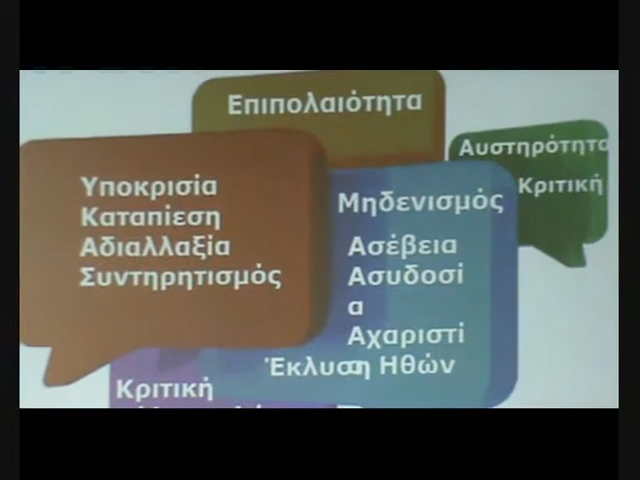 Επιπολαιότητα
Αυστηρότητα
Κριτική
Υποκρισία
Καταπίεση
Αδιαλλαξία
Συντηρητισμός
Μηδενισμός
Ασέβεια
Ασυδοσί
α
Αχαριστί
α
Έκλυση Ηθών
Κριτική